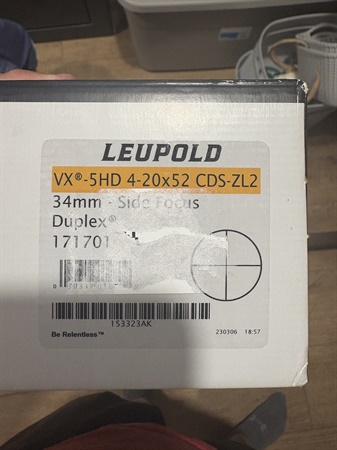 LEUPOLD
VX®-5HD 4-20x52 CDS-ZL2
34mm - Side Focus
Duplex®
171701
153323AK
Be Relentless™ 230306 18:57